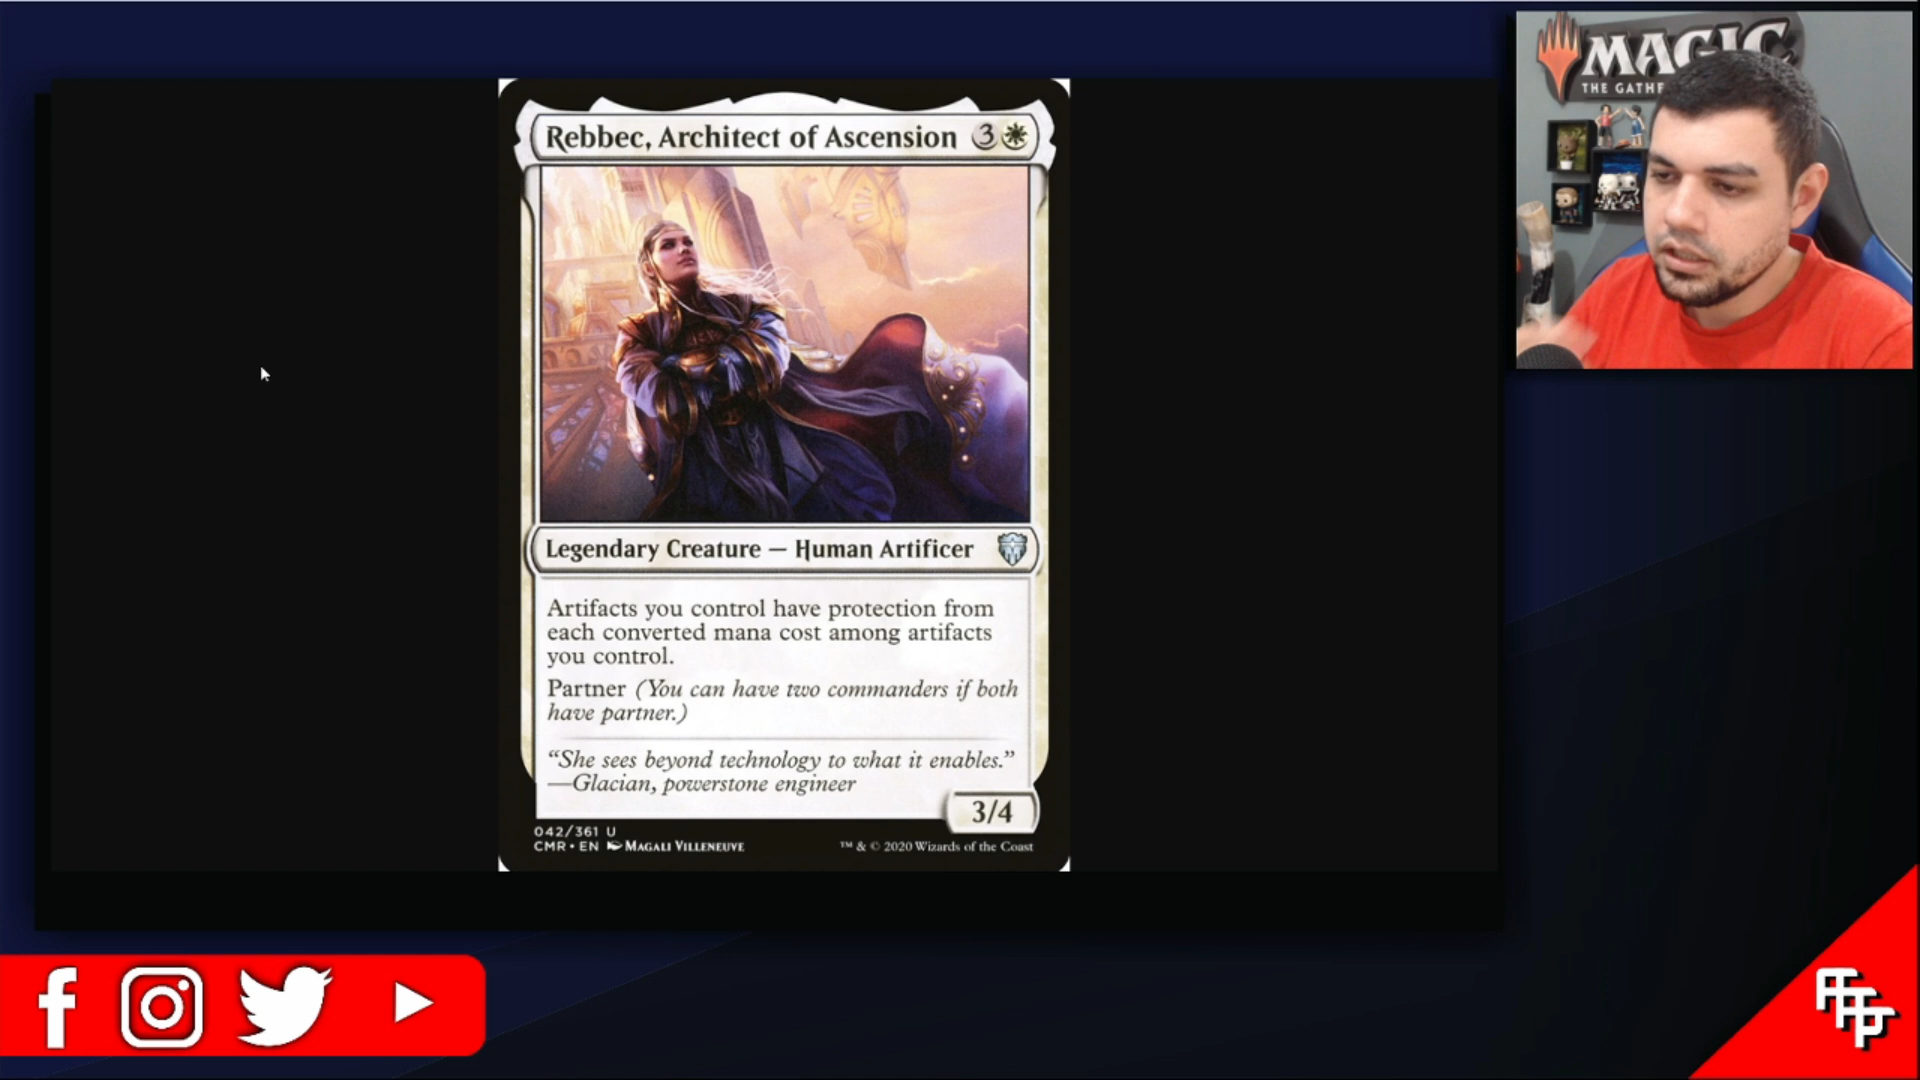 Rebbec, Architect of Ascension 3
Legendary Creature — Human Artificer
Artifacts you control have protection from
each converted mana cost among artifacts
you control.
Partner (You can have two commanders if both
have partner.)
“She sees beyond technology to what it enables.”
—Glacian, powerstone engineer
3/4
042/361 U
CMR • EN MAGALI VILLENEUVE
™ & © 2020 Wizards of the Coast
MAGIC
THE GATHE
f